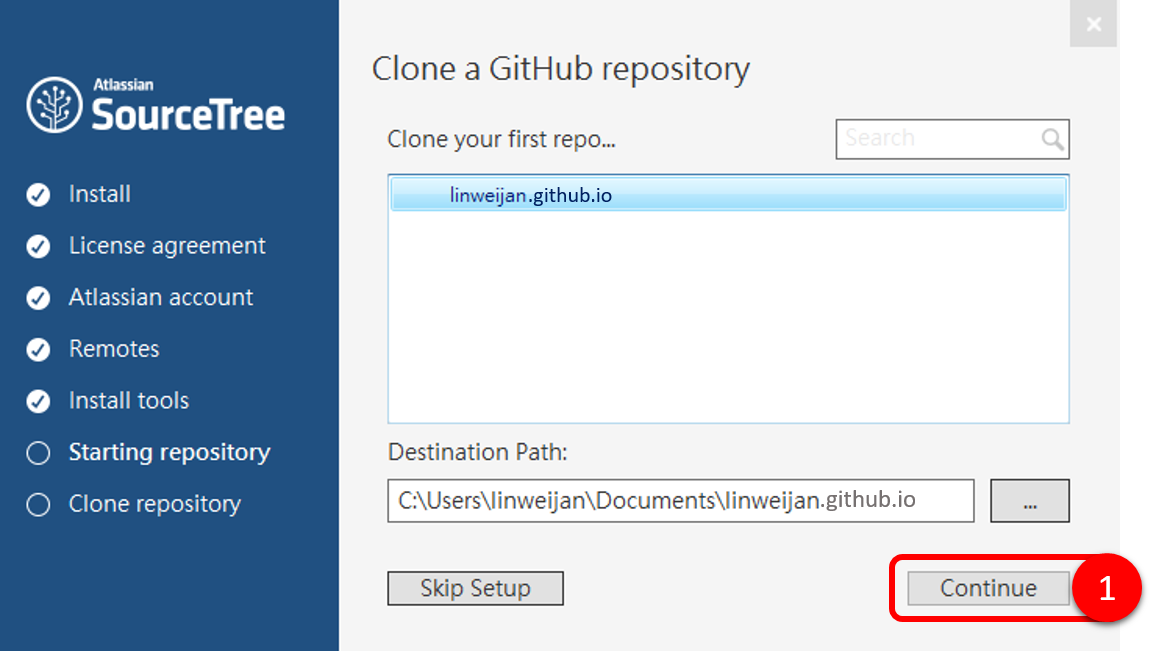 Atlassian
SourceTree
Install
License agreement
Atlassian account
Remotes
Install tools
Starting repository
Clone repository
Clone a GitHub repository
Clone your first repo...
Search
linweijan.github.io
Destination Path:
C:\Users\linweijan\Documents\linweijan.github.io
...
Skip Setup
Continue
1